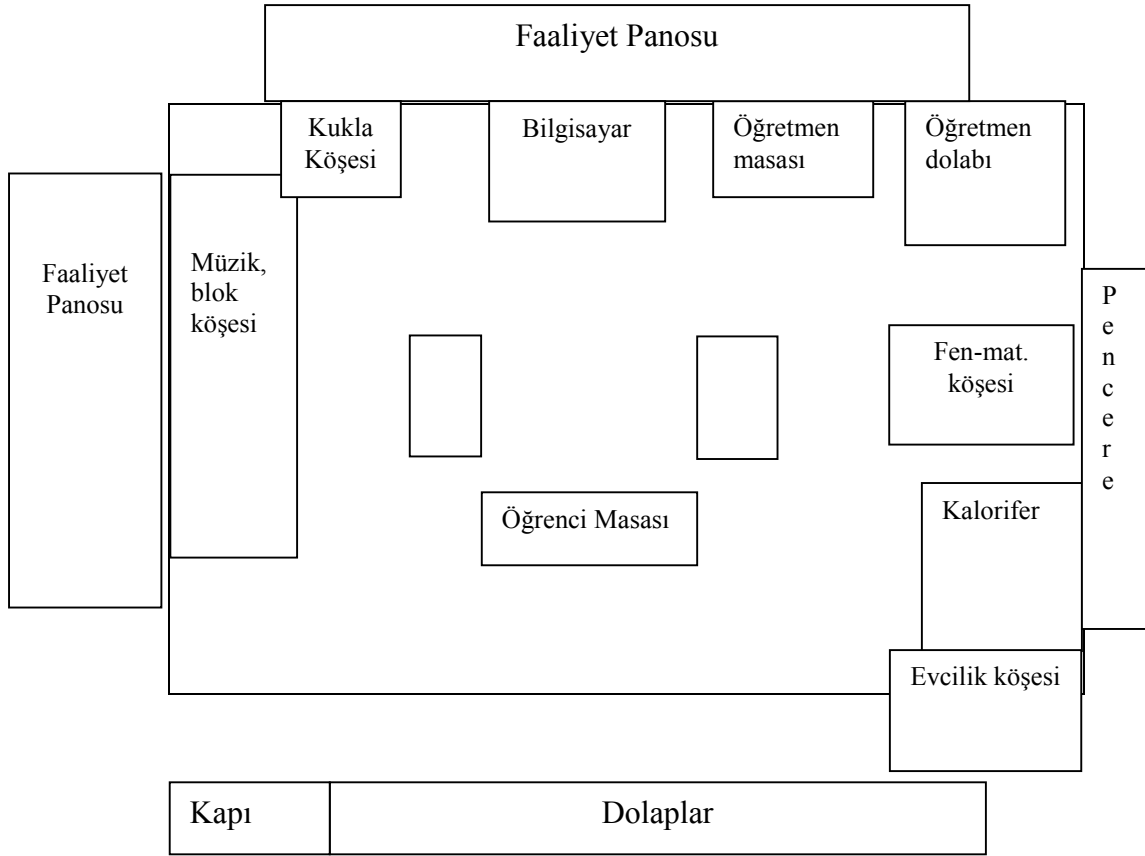 Faaliyet Panosu
Kukla
Köşesi
Bilgisayar
Öğretmen
masası
Öğretmen
dolabı
Faaliyet
Panosu
Müzik,
blok
köşesi
P
e
n
c
e
r
e
Fen-mat.
köşesi
Öğrenci Masası
Kalorifer
Evcilik köşesi
Kapı
Dolaplar